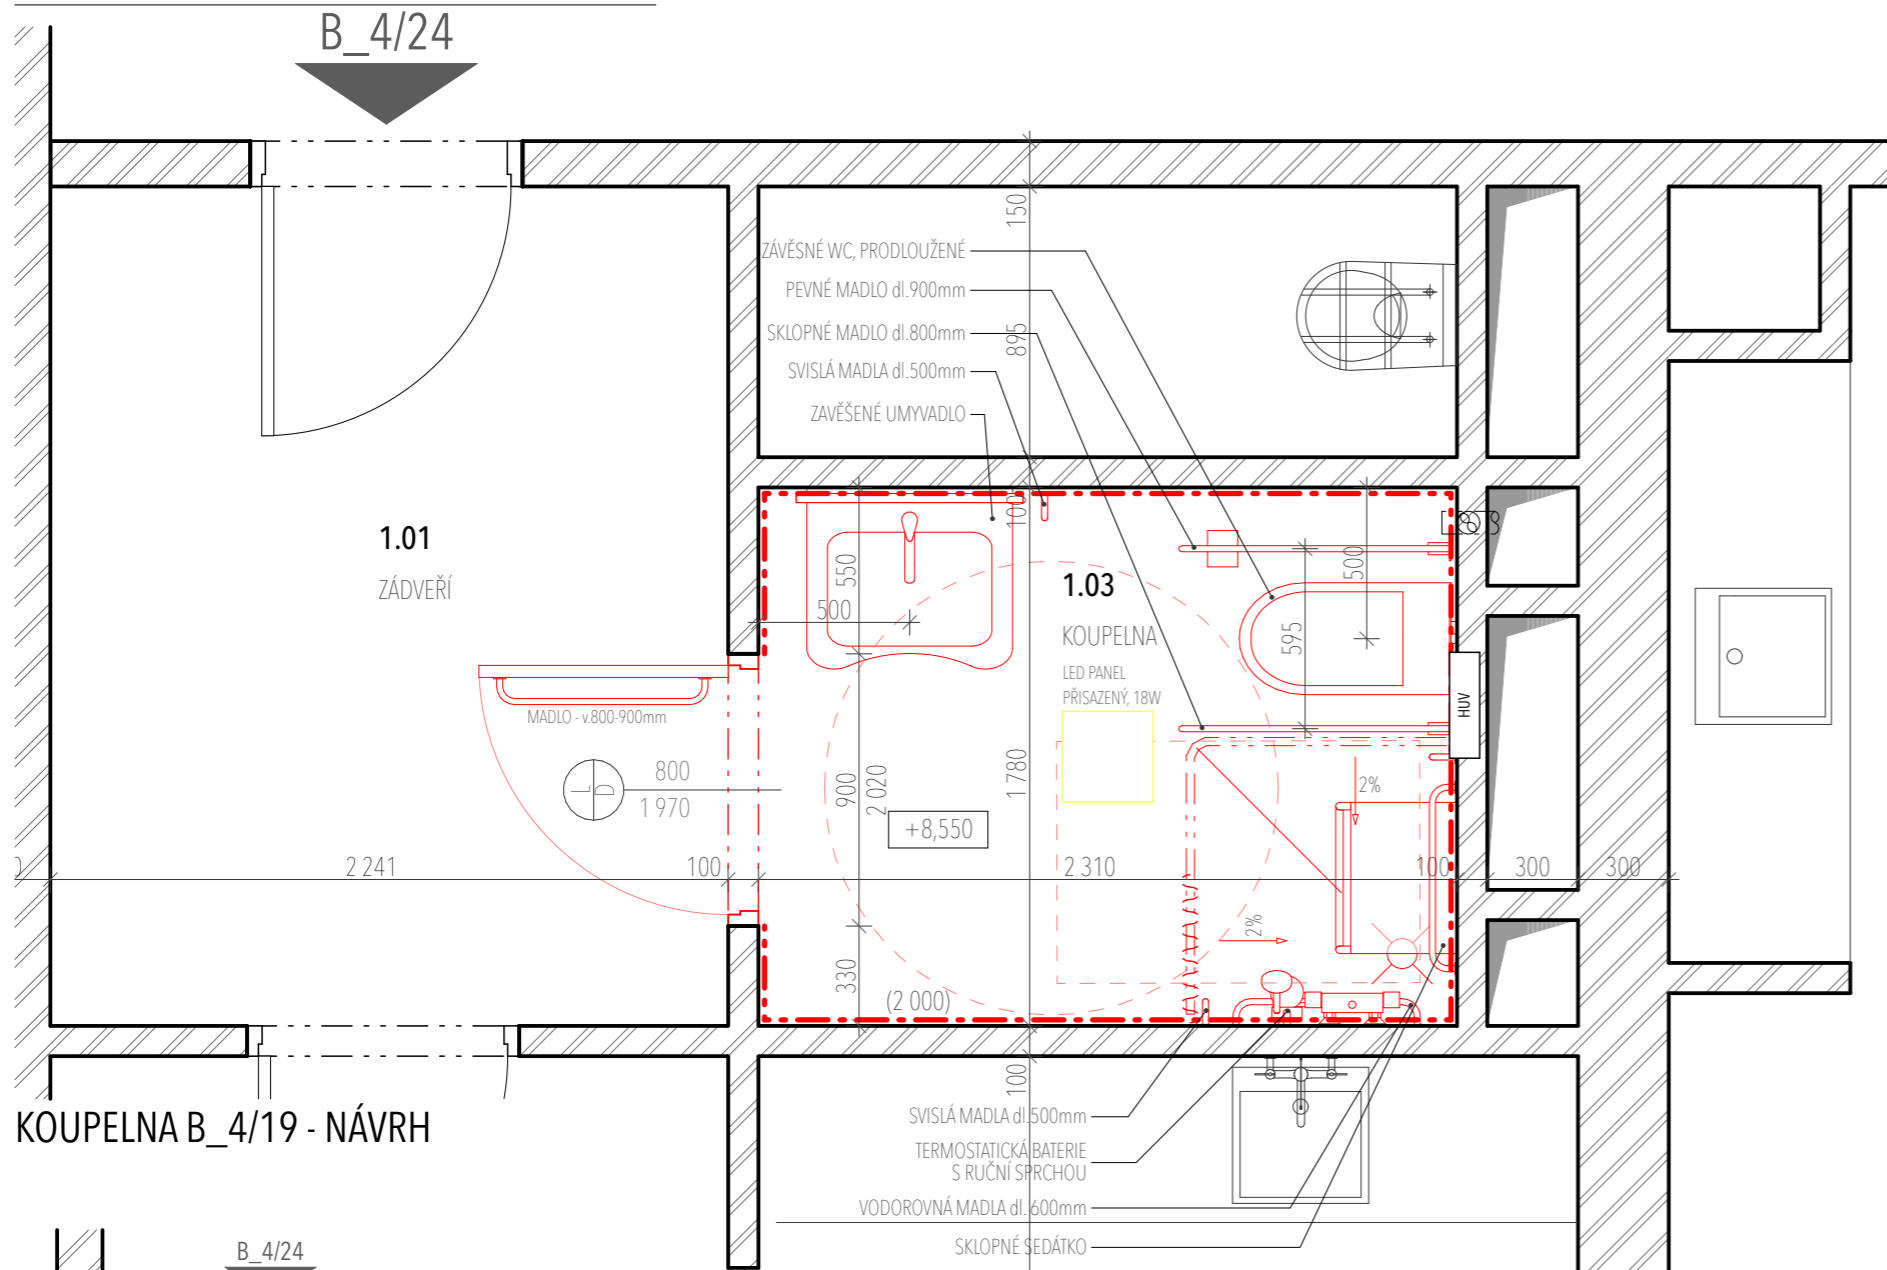 B_4/24
150
ZÁVĚSNÉ WC, PRODLOUŽENÉ
PEVNÉ MADLO dl.900mm
SKLOPNÉ MADLO dl.800mm
895
SVISLÁ MADLA dl.500mm
ZAVĚŠENÉ UMYVADLO
100
1.01
ZÁDVEŘÍ
550
500
1.03
KOUPELNA
LED PANEL
PŘISAZENÝ, 18W
595
500
HUV
MADLO - v.800-900mm
L
D
800
1 970
900
2 020
1 780
+8,550
2%
2 241
100
2 310
100
300
300
2%
330
(2 000)
100
KOUPELNA B_4/19 - NÁVRH
SVISLÁ MADLA dl.500mm
TERMOSTATICKÁ BATERIE
S RUČNÍ SPRCHOU
VODOROVNÁ MADLA dl.600mm
SKLOPNÉ SEDÁTKO
B_4/24